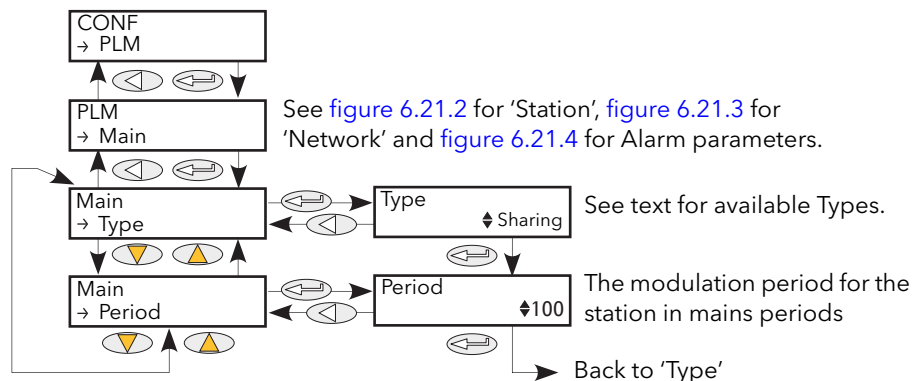 CONF
→ PLM
PLM
→ Main
See figure 6.21.2 for ‘Station’, figure 6.21.3 for
‘Network’ and figure 6.21.4 for Alarm parameters.
Main
→ Type
Type
Sharing
See text for available Types.
Main
→ Period
Period
100
The modulation period for the
station in mains periods
Back to ‘Type’